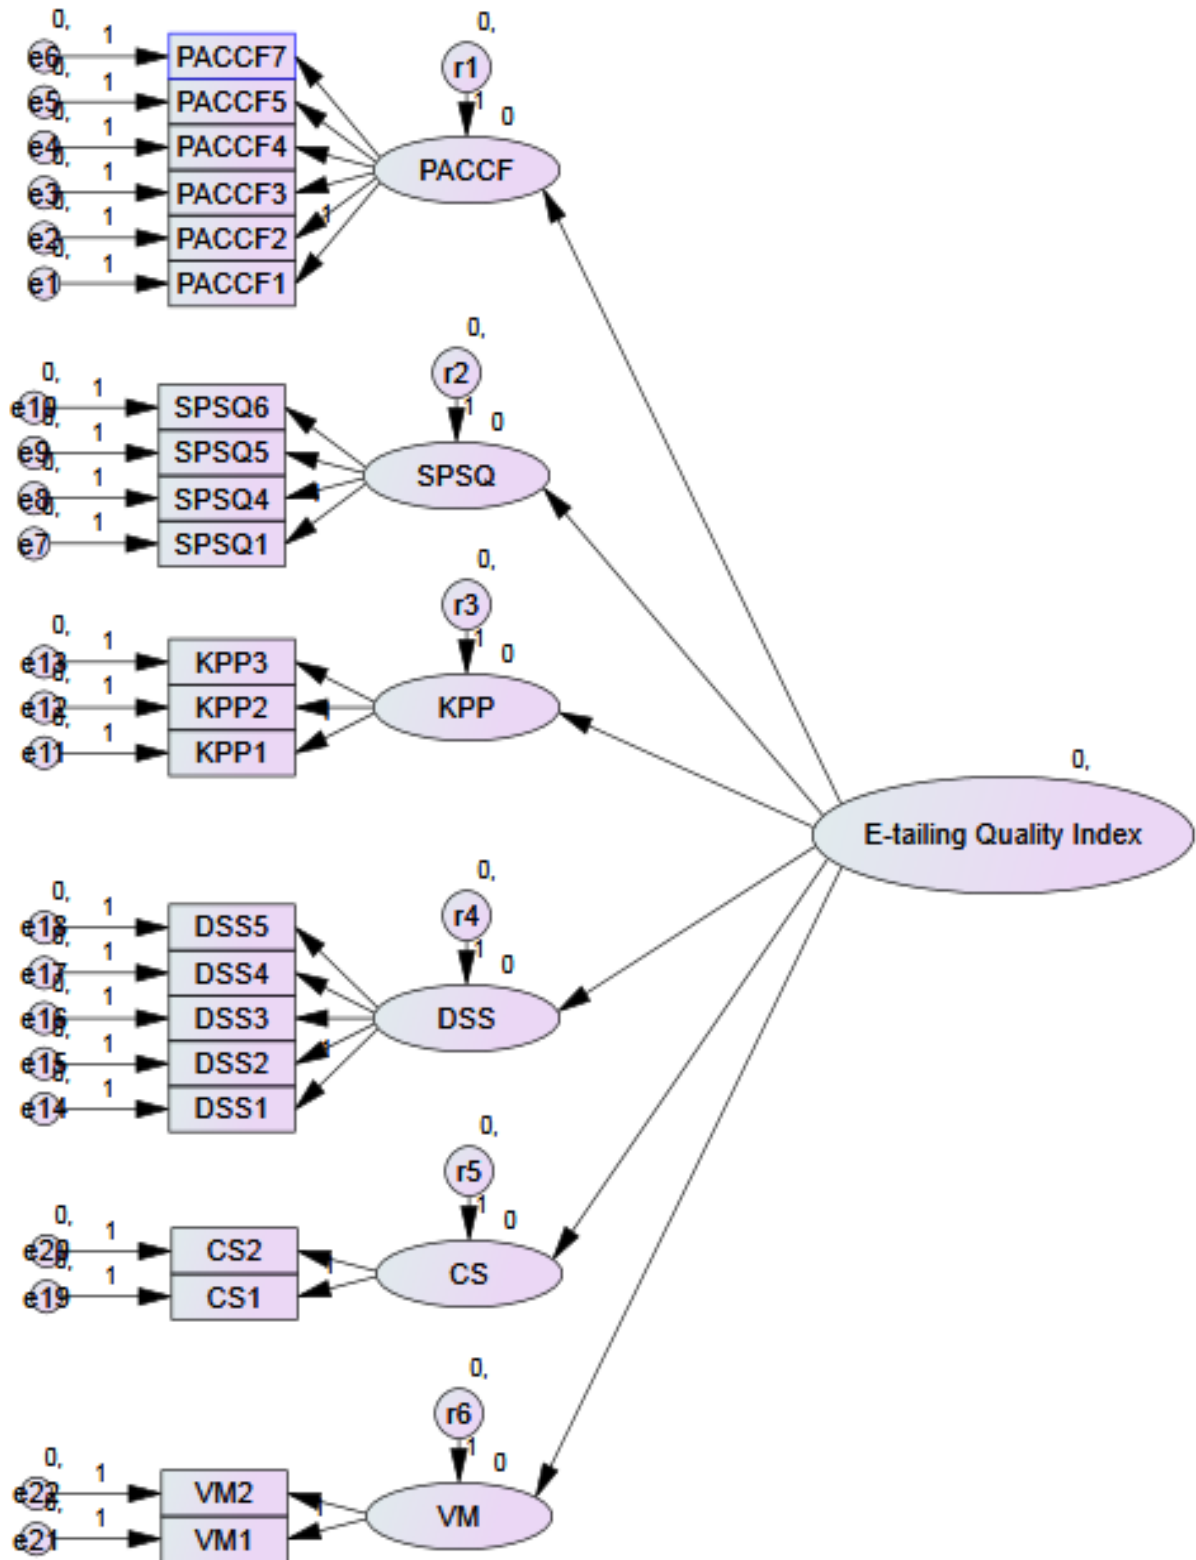 0,
0,
e6 1 PACCF7
r1
0, e5 1 PACCF5
1 0
0, e4 1 PACCF4
PACCF
0, e3 1 PACCF3
1
0, e2 1 PACCF2
0, e1 1 PACCF1
0,
r2
0,
e10 1 SPSQ6
1 0
0, e9 1 SPSQ5
SPSQ
0, e8 1 SPSQ4
1
0, e7 1 SPSQ1
0,
r3
0,
e13 1 KPP3
1 0
0, e12 1 KPP2
KPP
1
0, e11 1 KPP1
0,
E-tailing Quality Index
0,
r4
0,
e18 1 DSS5
1 0
0, e17 1 DSS4
0, e16 1 DSS3
DSS
1
0, e15 1 DSS2
0, e14 1 DSS1
0,
r5
0,
1 0
e20 1 CS2
CS
1
0, e19 1 CS1
0,
r6
0,
1 0
e22 1 VM2
VM
1
0, e21 1 VM1